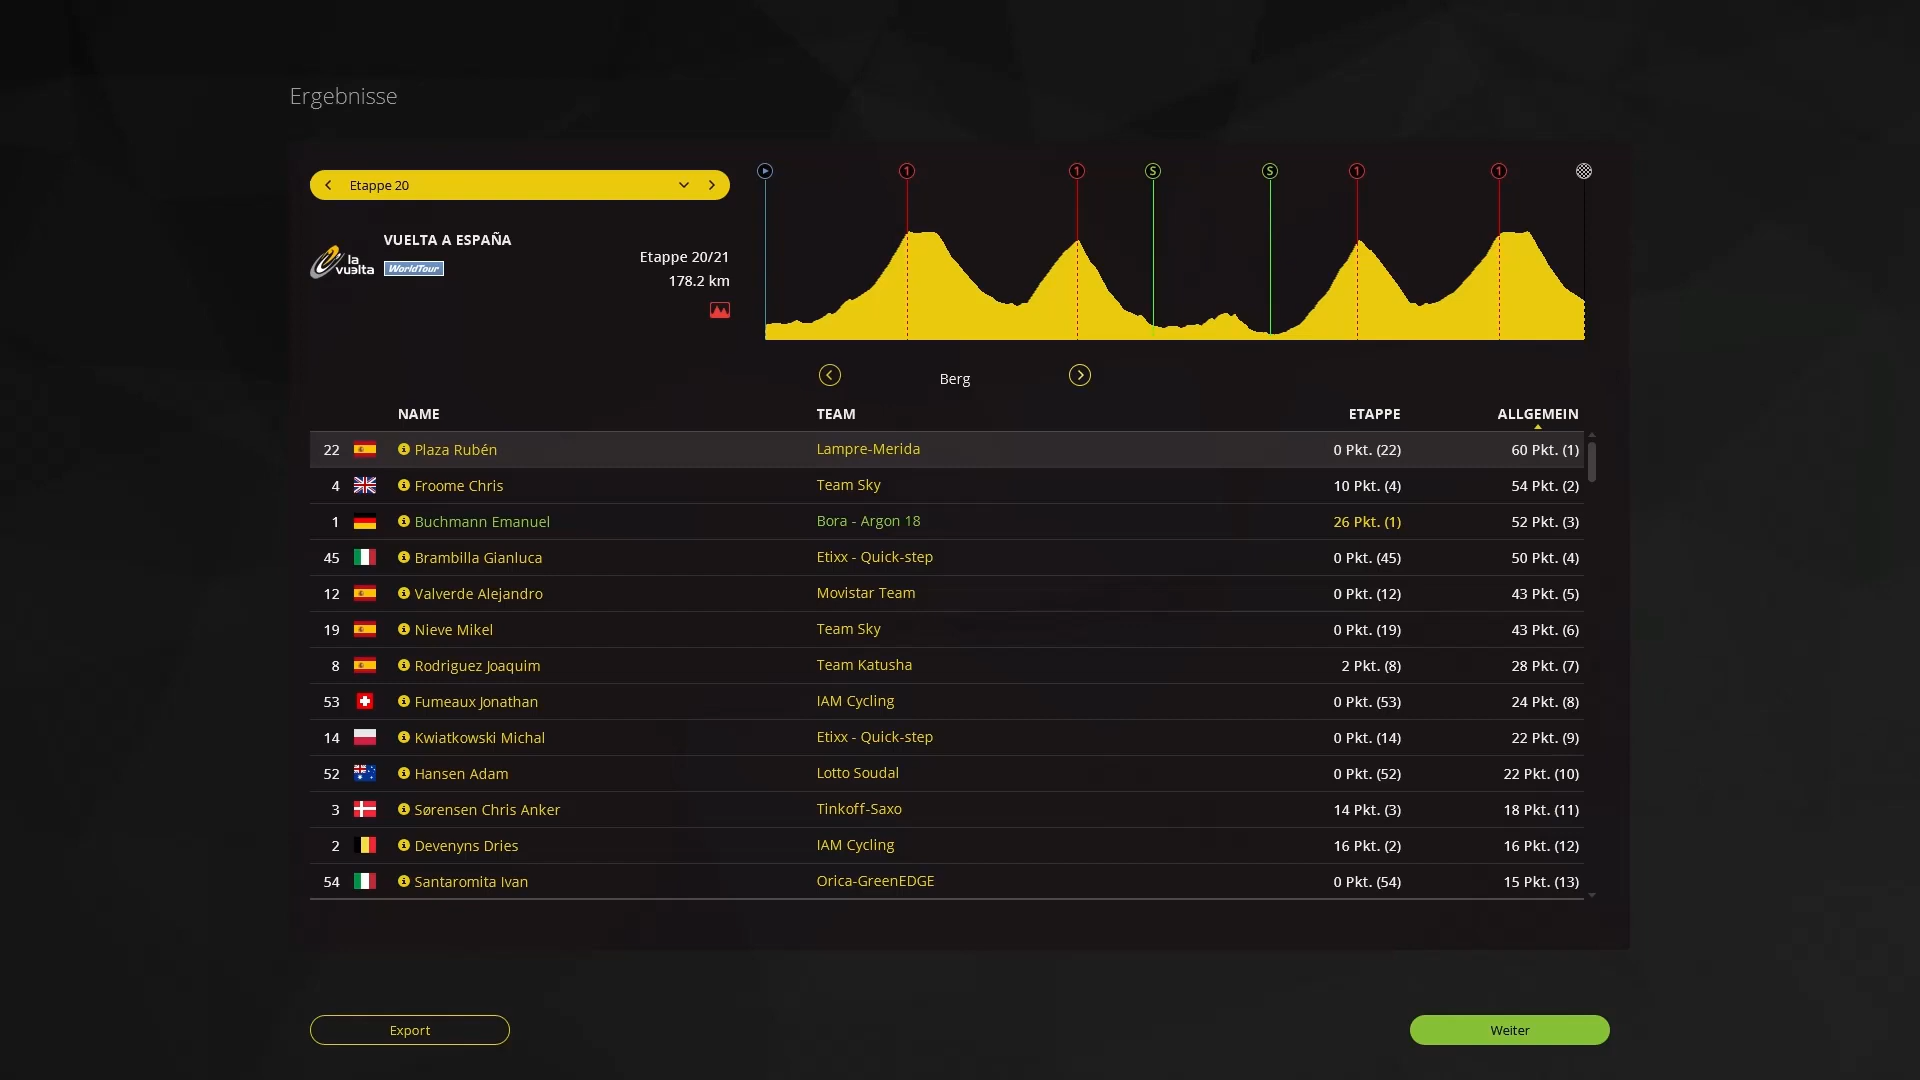 Ergebnisse
Etappe 20
1 1 S S 1 1
la vuelta
VUELTA A ESPAÑA
WorldTour
Etappe 20/21
178.2 km
Berg
NAME TEAM ETAPPE ALLGEMEIN
22 Plaza Rubén Lampre-Merida 0 Pkt. (22) 60 Pkt. (1)
4 Froome Chris Team Sky 10 Pkt. (4) 54 Pkt. (2)
1 Buchmann Emanuel Bora - Argon 18 26 Pkt. (1) 52 Pkt. (3)
45 Brambilla Gianluca Etixx - Quick-step 0 Pkt. (45) 50 Pkt. (4)
12 Valverde Alejandro Movistar Team 0 Pkt. (12) 43 Pkt. (5)
19 Nieve Mikel Team Sky 0 Pkt. (19) 43 Pkt. (6)
8 Rodriguez Joaquim Team Katusha 2 Pkt. (8) 28 Pkt. (7)
53 Fumeaux Jonathan IAM Cycling 0 Pkt. (53) 24 Pkt. (8)
14 Kwiatkowski Michal Etixx - Quick-step 0 Pkt. (14) 22 Pkt. (9)
52 Hansen Adam Lotto Soudal 0 Pkt. (52) 22 Pkt. (10)
3 Sørensen Chris Anker Tinkoff-Saxo 14 Pkt. (3) 18 Pkt. (11)
2 Devenyns Dries IAM Cycling 16 Pkt. (2) 16 Pkt. (12)
54 Santaromita Ivan Orica-GreenEDGE 0 Pkt. (54) 15 Pkt. (13)
Export Weiter